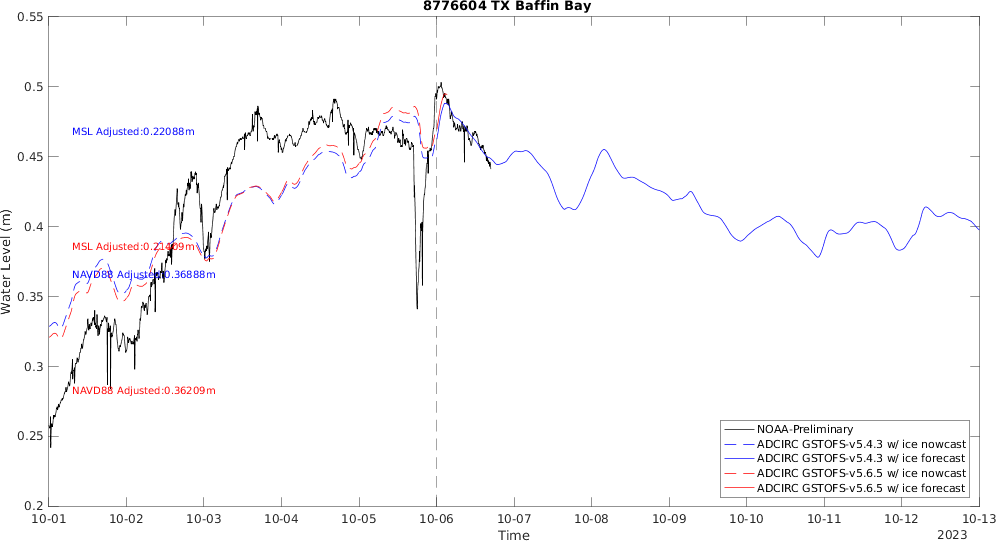 8776604 TX Baffin Bay
0.55
0.5
0.45
0.4
0.35
0.3
0.25
0.2
Water Level (m)
MSL Adjusted:0.22088m
MSL Adjusted:0.21409m
NAVD88 Adjusted:0.36888m
NAVD88 Adjusted:0.36209m
NOAA-Preliminary
ADCIRC GSTOFS-v5.4.3 w/ ice nowcast
ADCIRC GSTOFS-v5.4.3 w/ ice forecast
ADCIRC GSTOFS-v5.6.5 w/ ice nowcast
ADCIRC GSTOFS-v5.6.5 w/ ice forecast
10-01 10-02 10-03 10-04 10-05 10-06 10-07 10-08 10-09 10-10 10-11 10-12 10-13
Time
2023